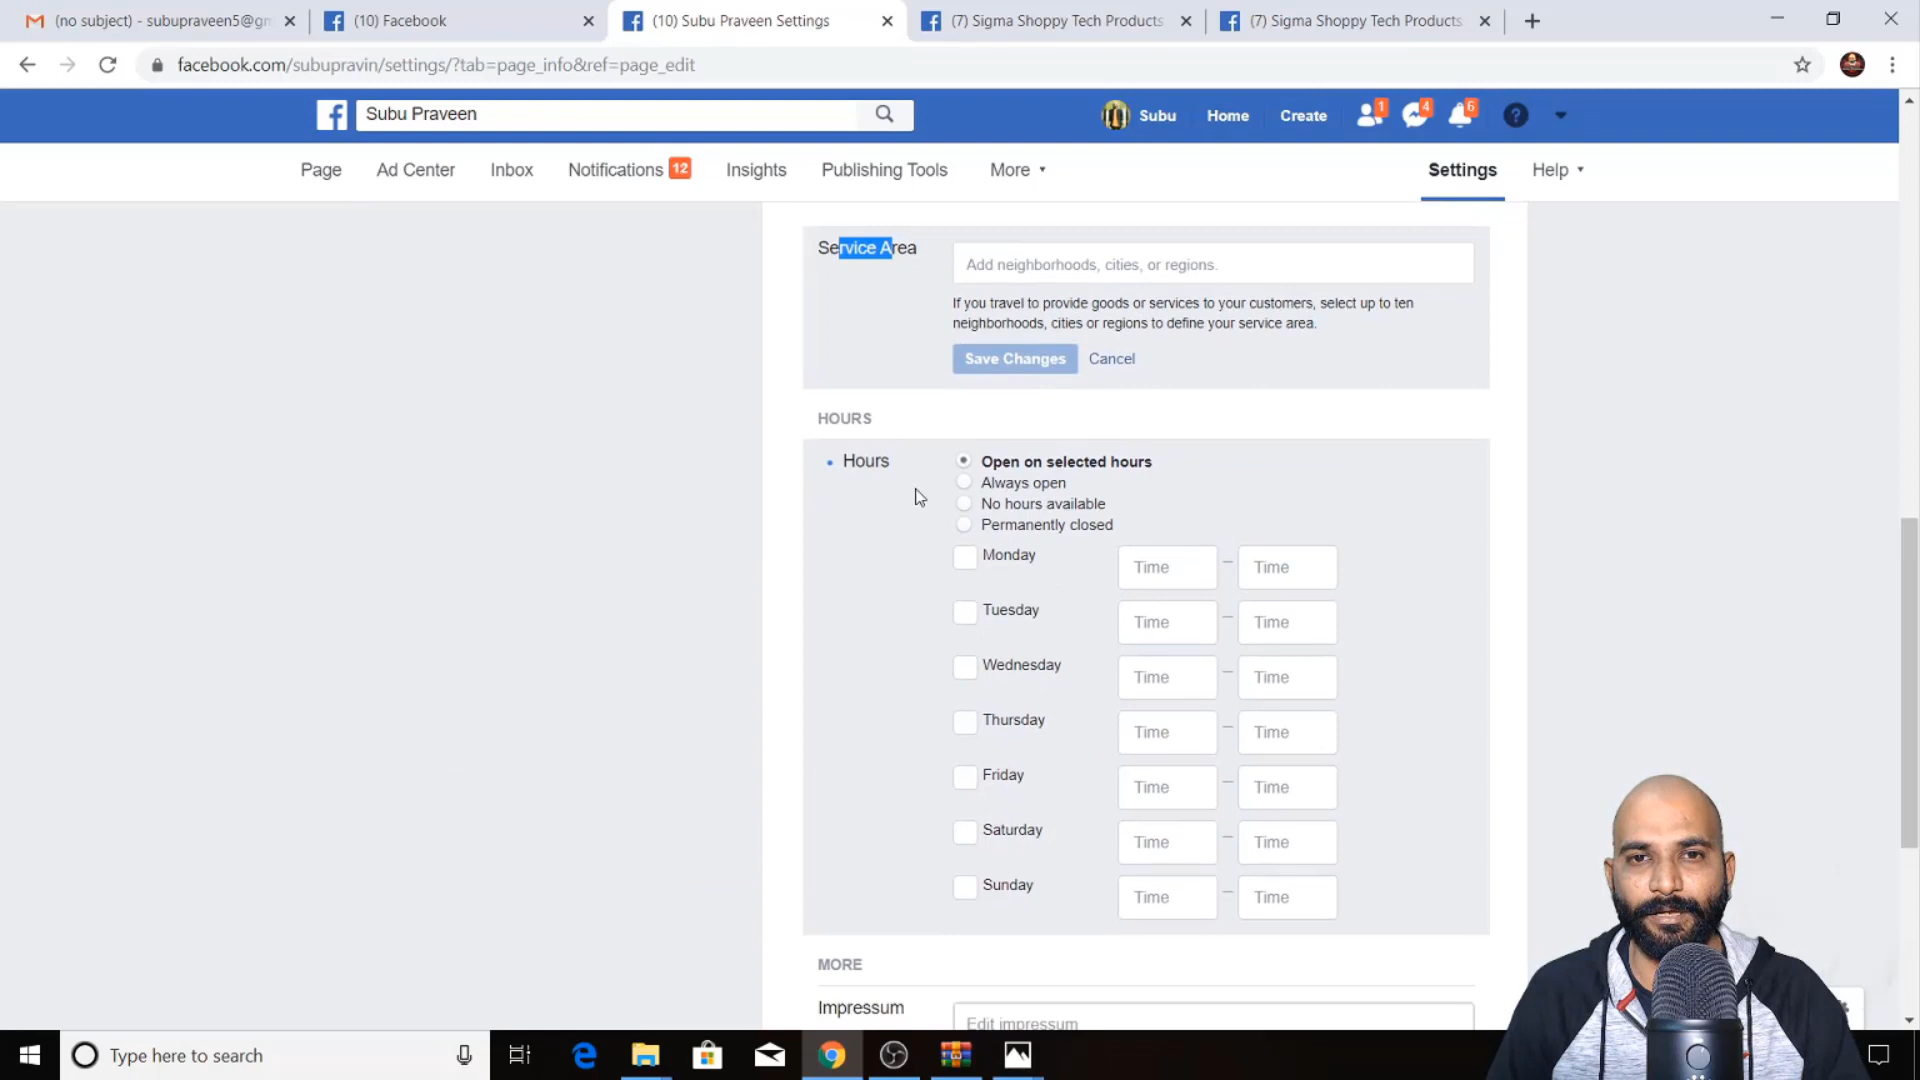 (no subject) - subupraveen5@gm
(10) Facebook
(10) Subu Praveen Settings
(7) Sigma Shoppy Tech Products
(7) Sigma Shoppy Tech Products
facebook.com/subupravin/settings/?tab=page_info&ref=page_edit
Subu Praveen
Subu
Home
Create
1
4
6
Page
Ad Center
Inbox
Notifications 12
Insights
Publishing Tools
More
Settings
Help
Service Area
Add neighborhoods, cities, or regions.
If you travel to provide goods or services to your customers, select up to ten
neighborhoods, cities or regions to define your service area.
Save Changes
Cancel
HOURS
Hours
Open on selected hours
Always open
No hours available
Permanently closed
Monday Time – Time
Tuesday Time – Time
Wednesday Time – Time
Thursday Time – Time
Friday Time – Time
Saturday Time – Time
Sunday Time – Time
MORE
Impressum
Edit impressum
Type here to search